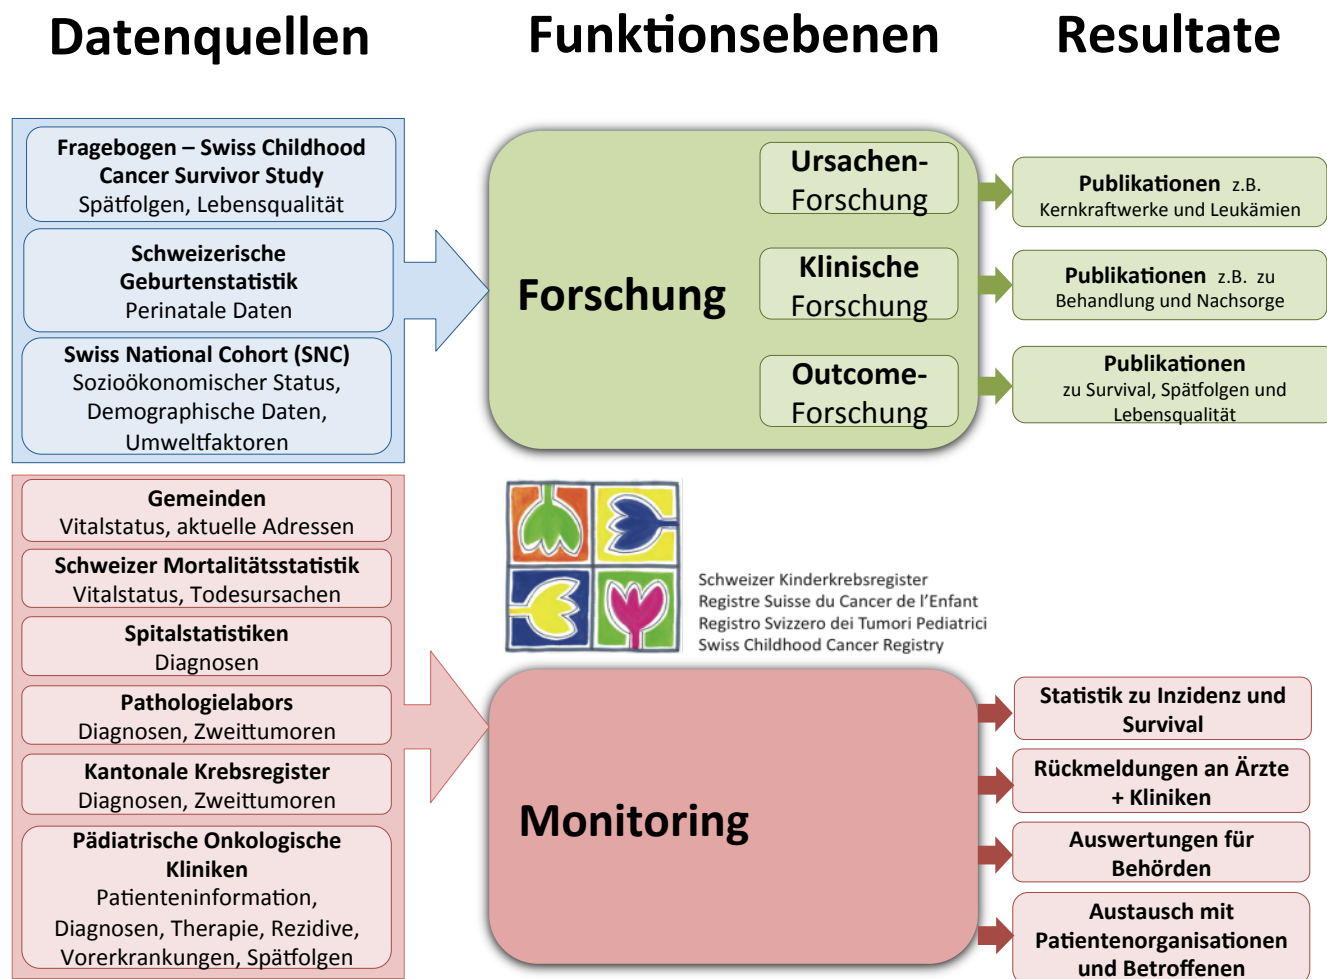 Datenquellen
Funktionsebenen
Resultate
Fragebogen – Swiss Childhood
Cancer Survivor Study
Spätfolgen, Lebensqualität
Schweizerische
Geburtenstatistik
Perinatale Daten
Swiss National Cohort (SNC)
Sozioökonomischer Status,
Demographische Daten,
Umweltfaktoren
Forschung
Ursachen-
Forschung
Klinische
Forschung
Outcome-
Forschung
Publikationen z.B.
Kernkraftwerke und Leukämien
Publikationen z.B. zu
Behandlung und Nachsorge
Publikationen
zu Survival, Spätfolgen und
Lebensqualität
Gemeinden
Vitalstatus, aktuelle Adressen
Schweizer Mortalitätsstatistik
Vitalstatus, Todesursachen
Spitalstatistiken
Diagnosen
Pathologielabors
Diagnosen, Zweittumoren
Kantonale Krebsregister
Diagnosen, Zweittumoren
Pädiatrische Onkologische
Kliniken
Patienteninformation,
Diagnosen, Therapie, Rezidive,
Vorerkrankungen, Spätfolgen
Schweizer Kinderkrebsregister
Registre Suisse du Cancer de l’Enfant
Registro Svizzero dei Tumori Pediatrici
Swiss Childhood Cancer Registry
Monitoring
Statistik zu Inzidenz und
Survival
Rückmeldungen an Ärzte
+ Kliniken
Auswertungen für
Behörden
Austausch mit
Patientenorganisationen
und Betroffenen